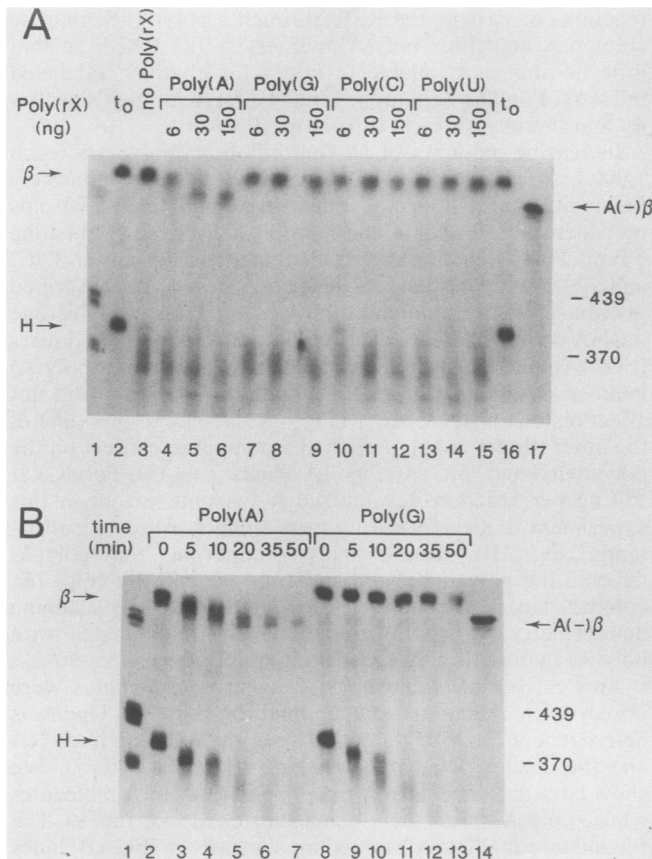 A
Poly(rX) (ng)
to
no Poly(rX)
Poly(A) Poly(G) Poly(C) Poly(U)
6 30 150 6 30 150 6 30 150 6 30 150
to
β →
← A(-)β
- 439
H →
- 370
1 2 3 4 5 6 7 8 9 10 11 12 13 14 15 16 17
B
time (min)
Poly(A) Poly(G)
0 5 10 20 35 50 0 5 10 20 35 50
β →
← A(-)β
- 439
H →
- 370
1 2 3 4 5 6 7 8 9 10 11 12 13 14